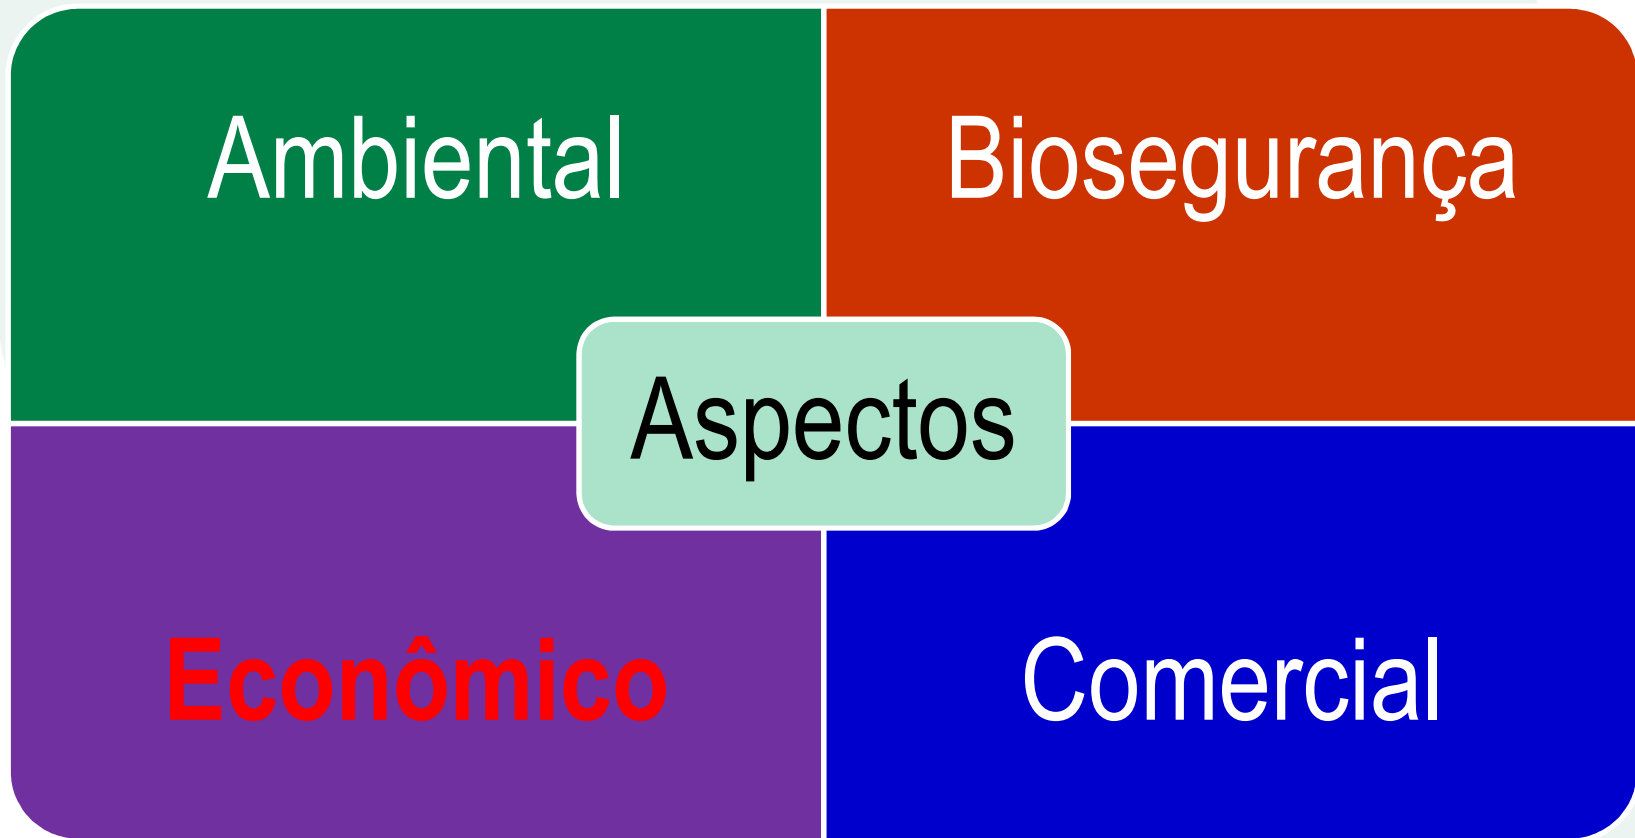 Ambiental
Biosegurança
Aspectos
Econômico
Comercial